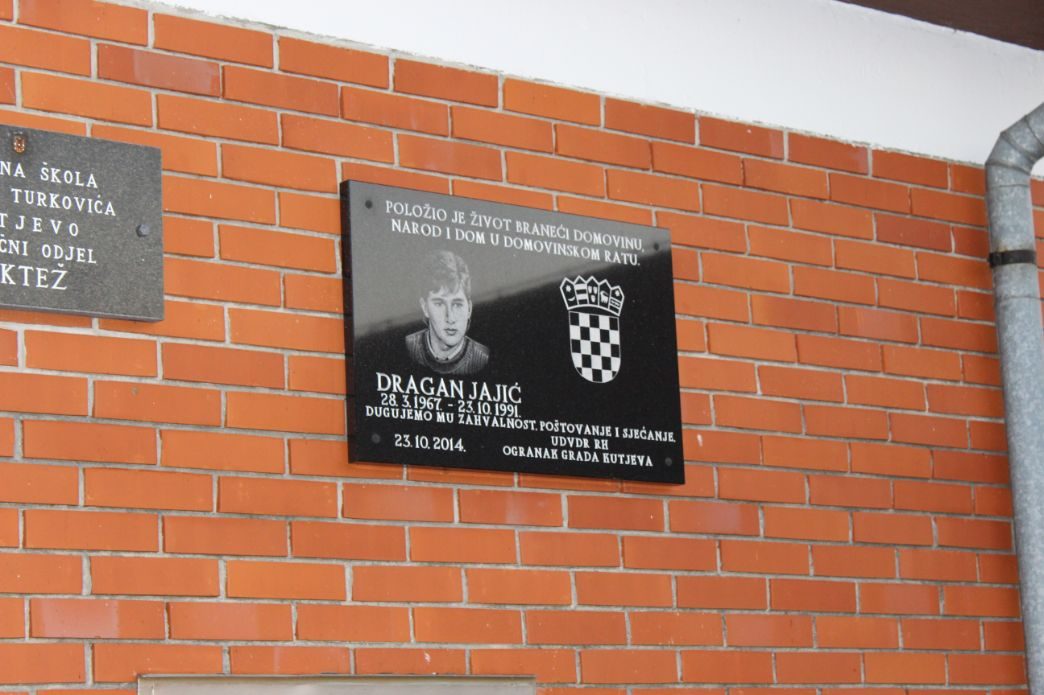 NA ŠKOLA
TURKOVIĆA
TJEVO
ČNI ODJEL
KTEŽ
POLOŽIO JE ŽIVOT BRANEĆI DOMOVINU,
NAROD I DOM U DOMOVINSKOM RATU.
DRAGAN JAJIĆ
28.3.1967. - 23.10.1991.
DUGUJEMO MU ZAHVALNOST, POŠTOVANJE I SJEĆANJE.
23.10.2014.
UDVDR RH
OGRANAK GRADA KUTJEVA